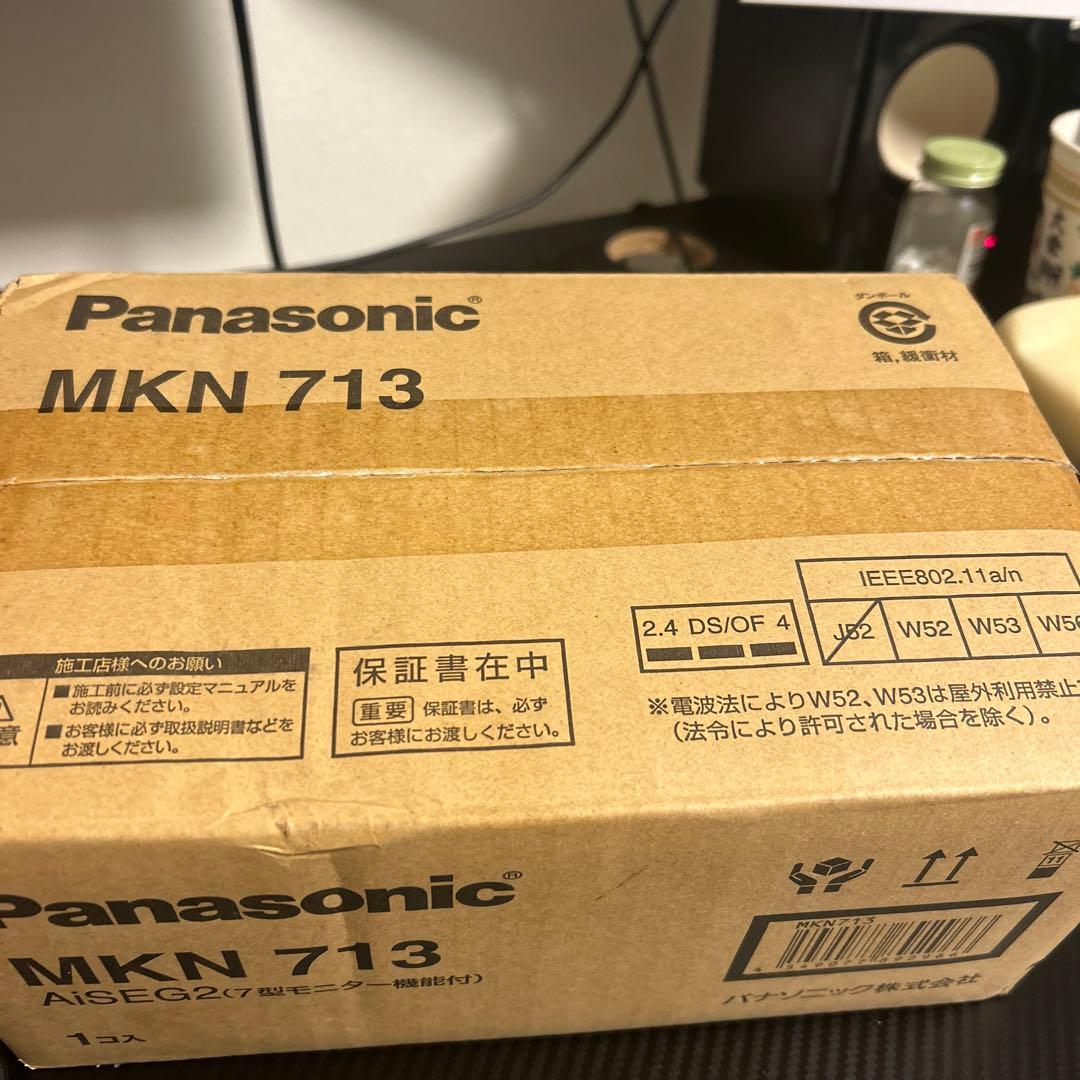 Panasonic®
MKN 713
ダンボール
箱,緩衝材
IEEE802.11a/n
2.4 DS/OF 4
J52 W52 W53 W56
※電波法によりW52、W53は屋外利用禁止
(法令により許可された場合を除く)。
施工店様へのお願い
■施工前に必ず設定マニュアルを
お読みください。
■お客様に必ず取扱説明書などを
お渡しください。
意
保証書在中
重要 保証書は、必ず
お客様にお渡しください。
Panasonic®
MKN 713
AiSEG2(7型モニター機能付)
1コ入
11
MKN713
パナソニック株式会社